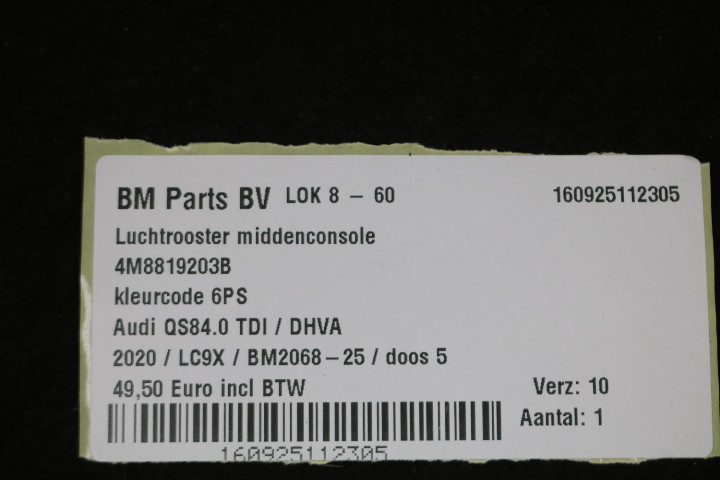 BM Parts BV LOK 8 – 60 160925112305
Luchtrooster middenconsole
4M8819203B
kleurcode 6PS
Audi QS84.0 TDI / DHVA
2020 / LC9X / BM2068-25 / doos 5
49,50 Euro incl BTW Verz: 10
Aantal: 1
160925112305